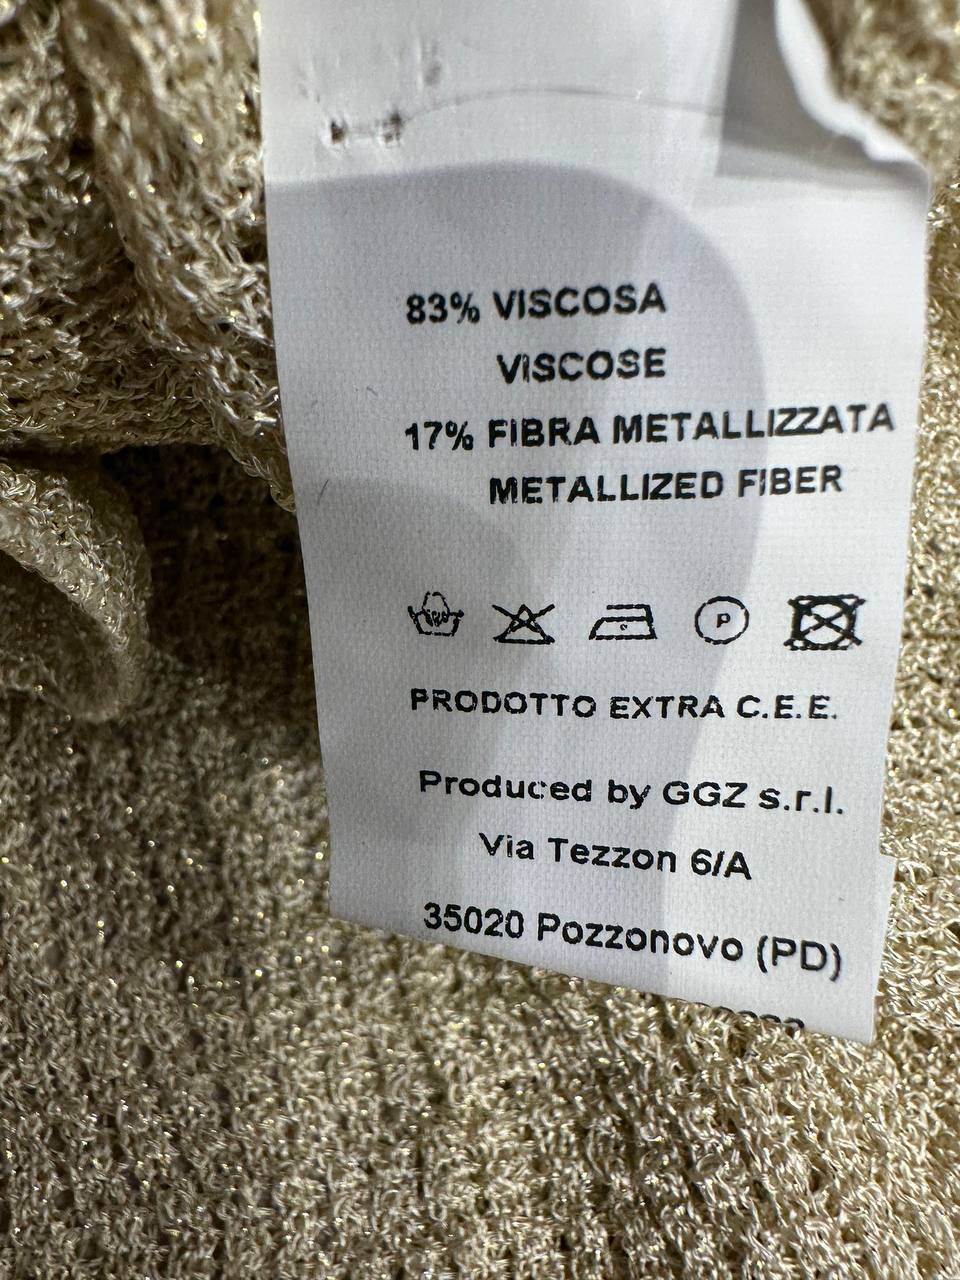 83% VISCOSA
VISCOSE
17% FIBRA METALLIZZATA
METALLIZED FIBER
P
PRODOTTO EXTRA C.E.E.
Produced by GGZ s.r.l.
Via Tezzon 6/A
35020 Pozzonovo (PD)